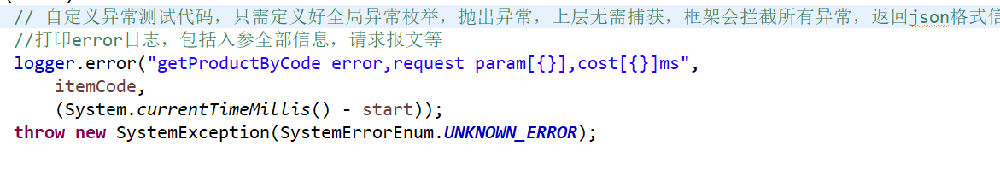 // 自定义异常测试代码，只需定义好全局异常枚举，抛出异常，上层无需捕获，框架会拦截所有异常，返回json格式信
//打印error日志，包括入参全部信息，请求报文等
logger.error("getProductByCode error,request param[{}],cost[{}]ms",
itemCode,
(System.currentTimeMillis() - start));
throw new SystemException(SystemErrorEnum.UNKNOWN_ERROR);